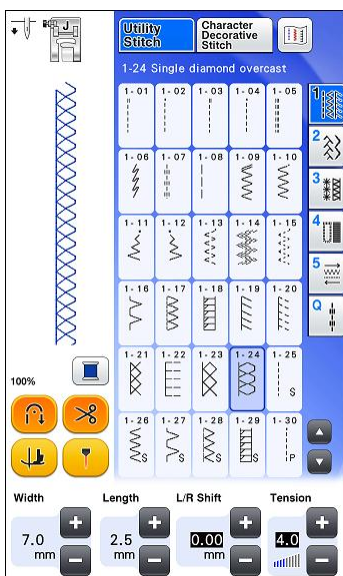 J
Utility
Stitch
Character
Decorative
Stitch
1-24 Single diamond overcast
1-01 1-02 1-03 1-04 1-05
1-06 1-07 1-08 1-09 1-10
1-11 1-12 1-13 1-14 1-15
1-16 1-17 1-18 1-19 1-20
1-21 1-22 1-23 1-24 1-25
S
1-26 1-27 1-28 1-29 1-30
S S S S P
1
2
3
4
5
Q
100%
Width Length L/R Shift Tension
7.0 2.5 0.00 4.0
mm mm mm